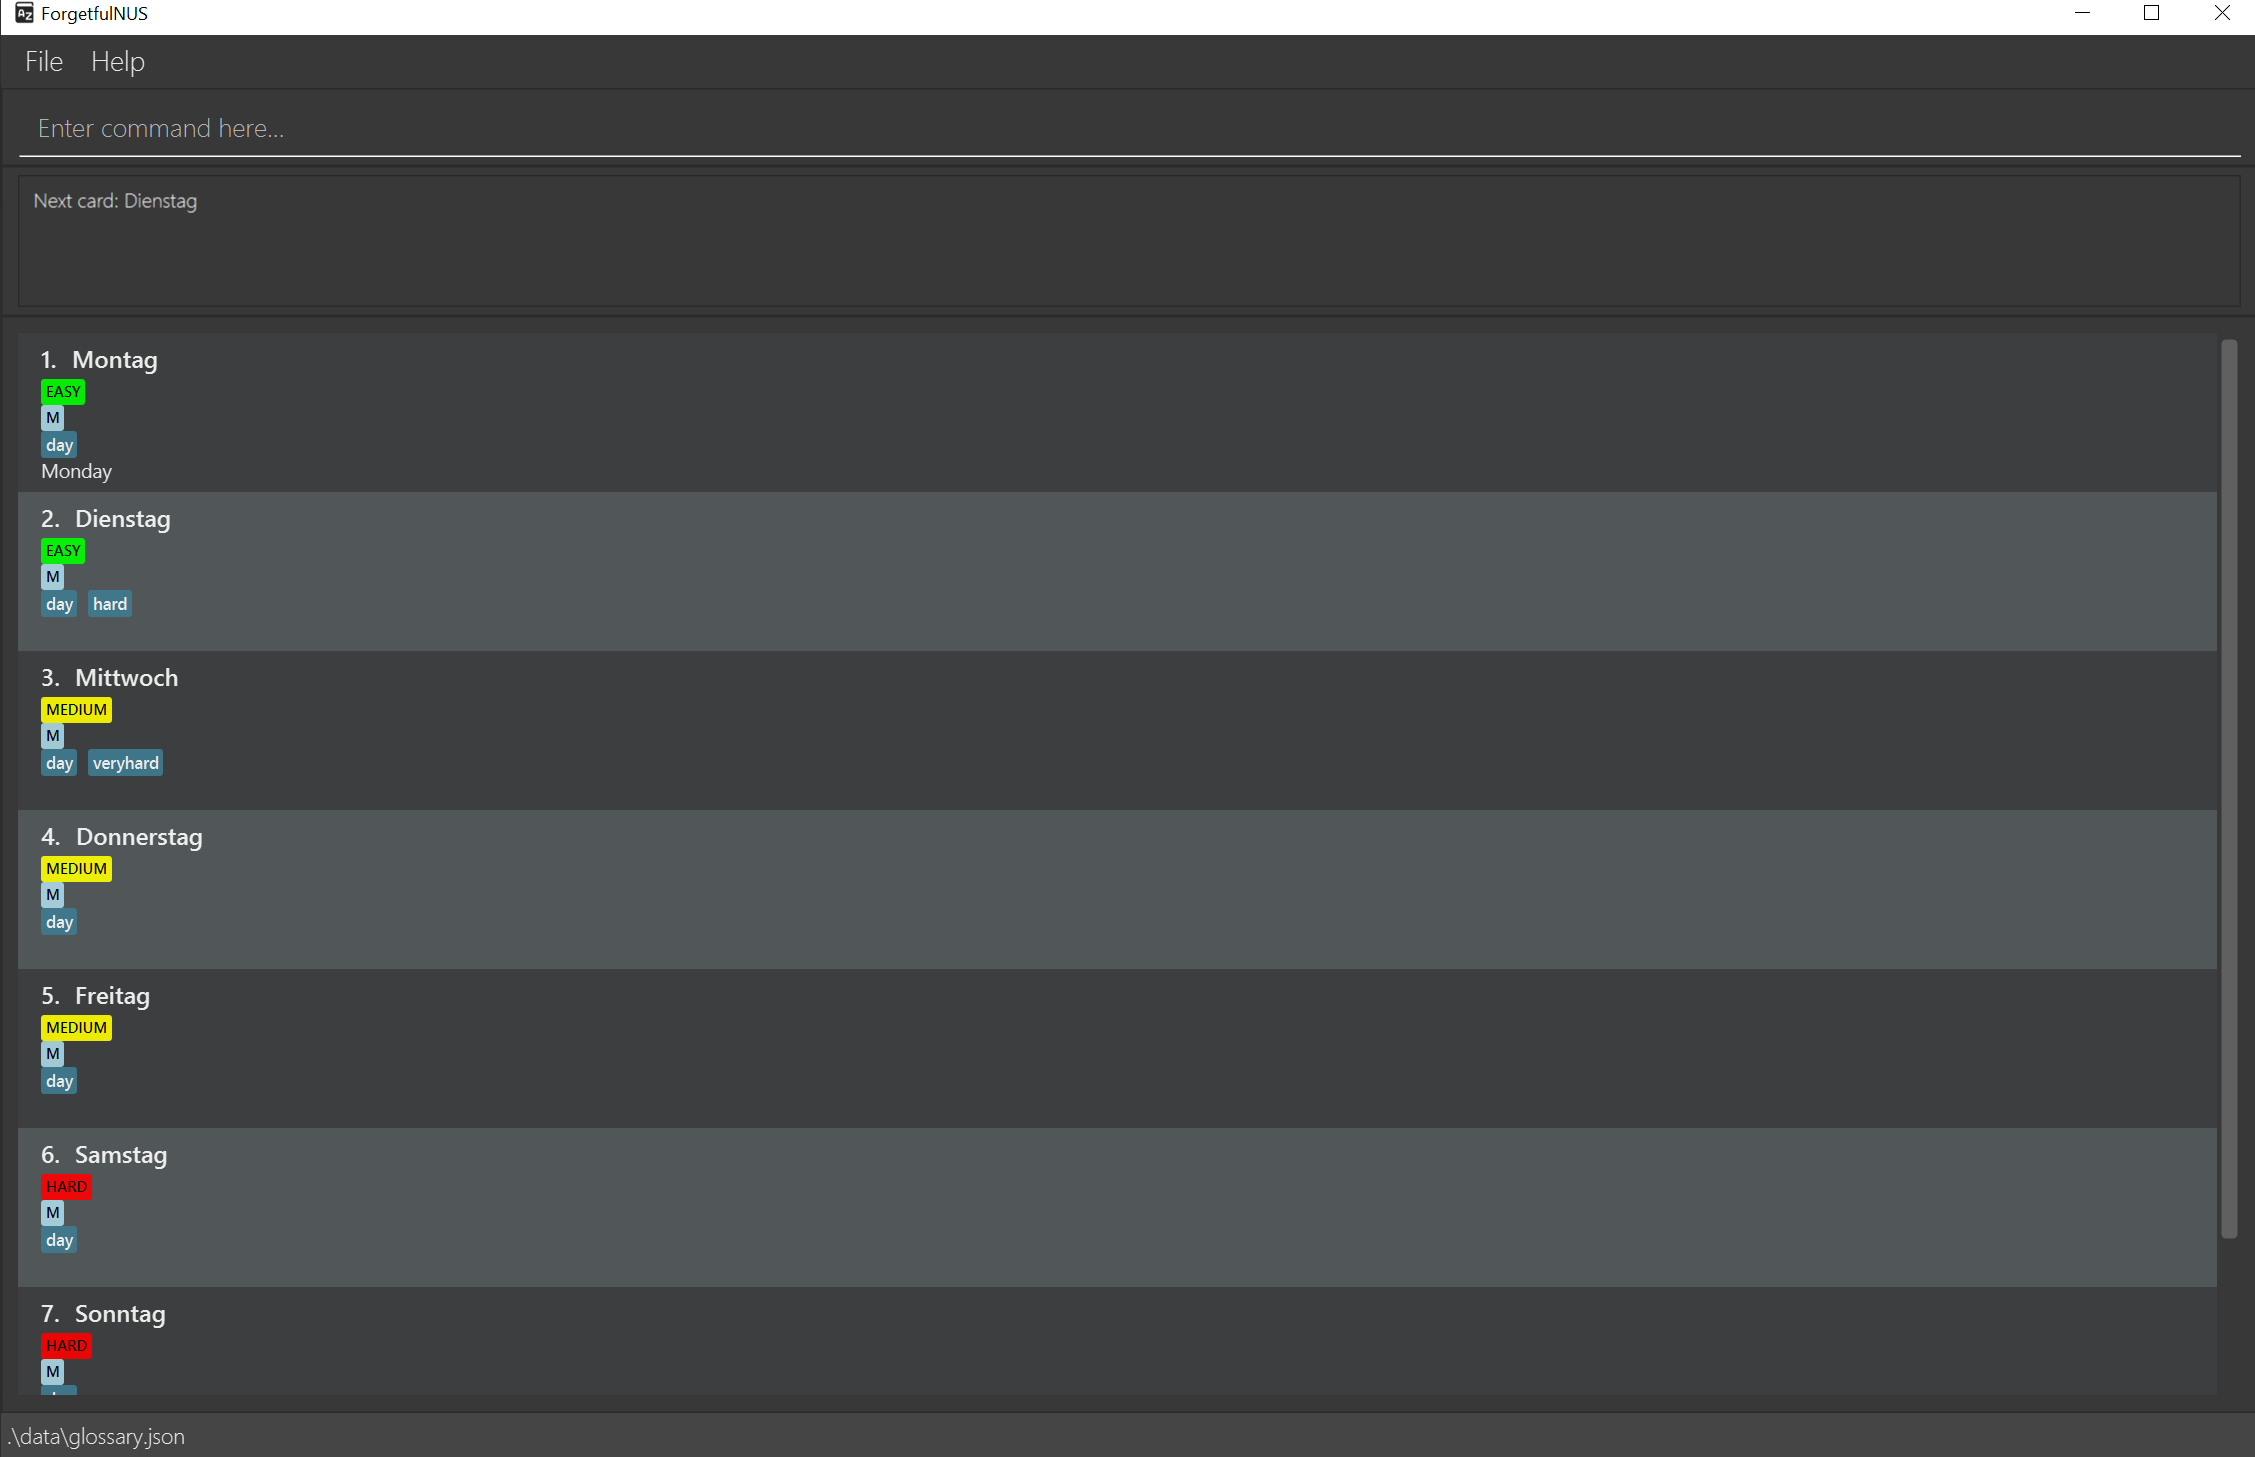 ForgetfulNUS
File Help
Enter command here...
Next card: Dienstag
1. Montag
EASY
M
day
Monday
2. Dienstag
EASY
M
day hard
3. Mittwoch
MEDIUM
M
day veryhard
4. Donnerstag
MEDIUM
M
day
5. Freitag
MEDIUM
M
day
6. Samstag
HARD
M
day
7. Sonntag
HARD
M
.\data\glossary.json